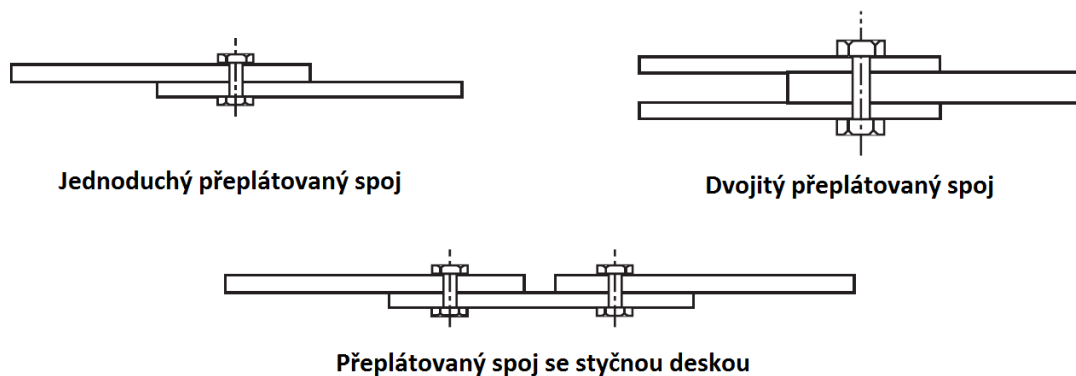 Jednoduchý přeplátovaný spoj
Dvojitý přeplátovaný spoj
Přeplátovaný spoj se styčnou deskou